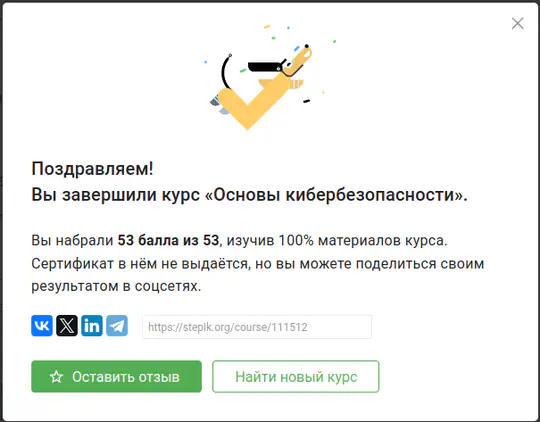 Поздравляем!
Вы завершили курс «Основы кибербезопасности».
Вы набрали 53 балла из 53, изучив 100% материалов курса.
Сертификат в нём не выдаётся, но вы можете поделиться своим
результатом в соцсетях.
https://stepik.org/course/111512
Оставить отзыв
Найти новый курс